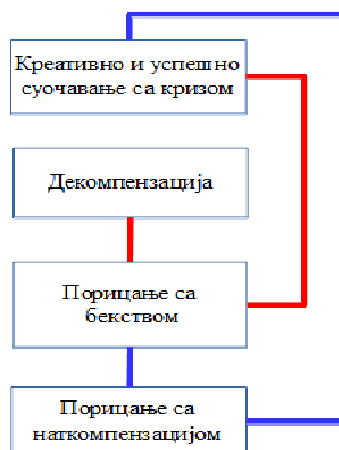 Креативно и успешно
суочавање са кризом
Декомпензација
Порицање са
бекством
Порицање са
наткомпензацијом